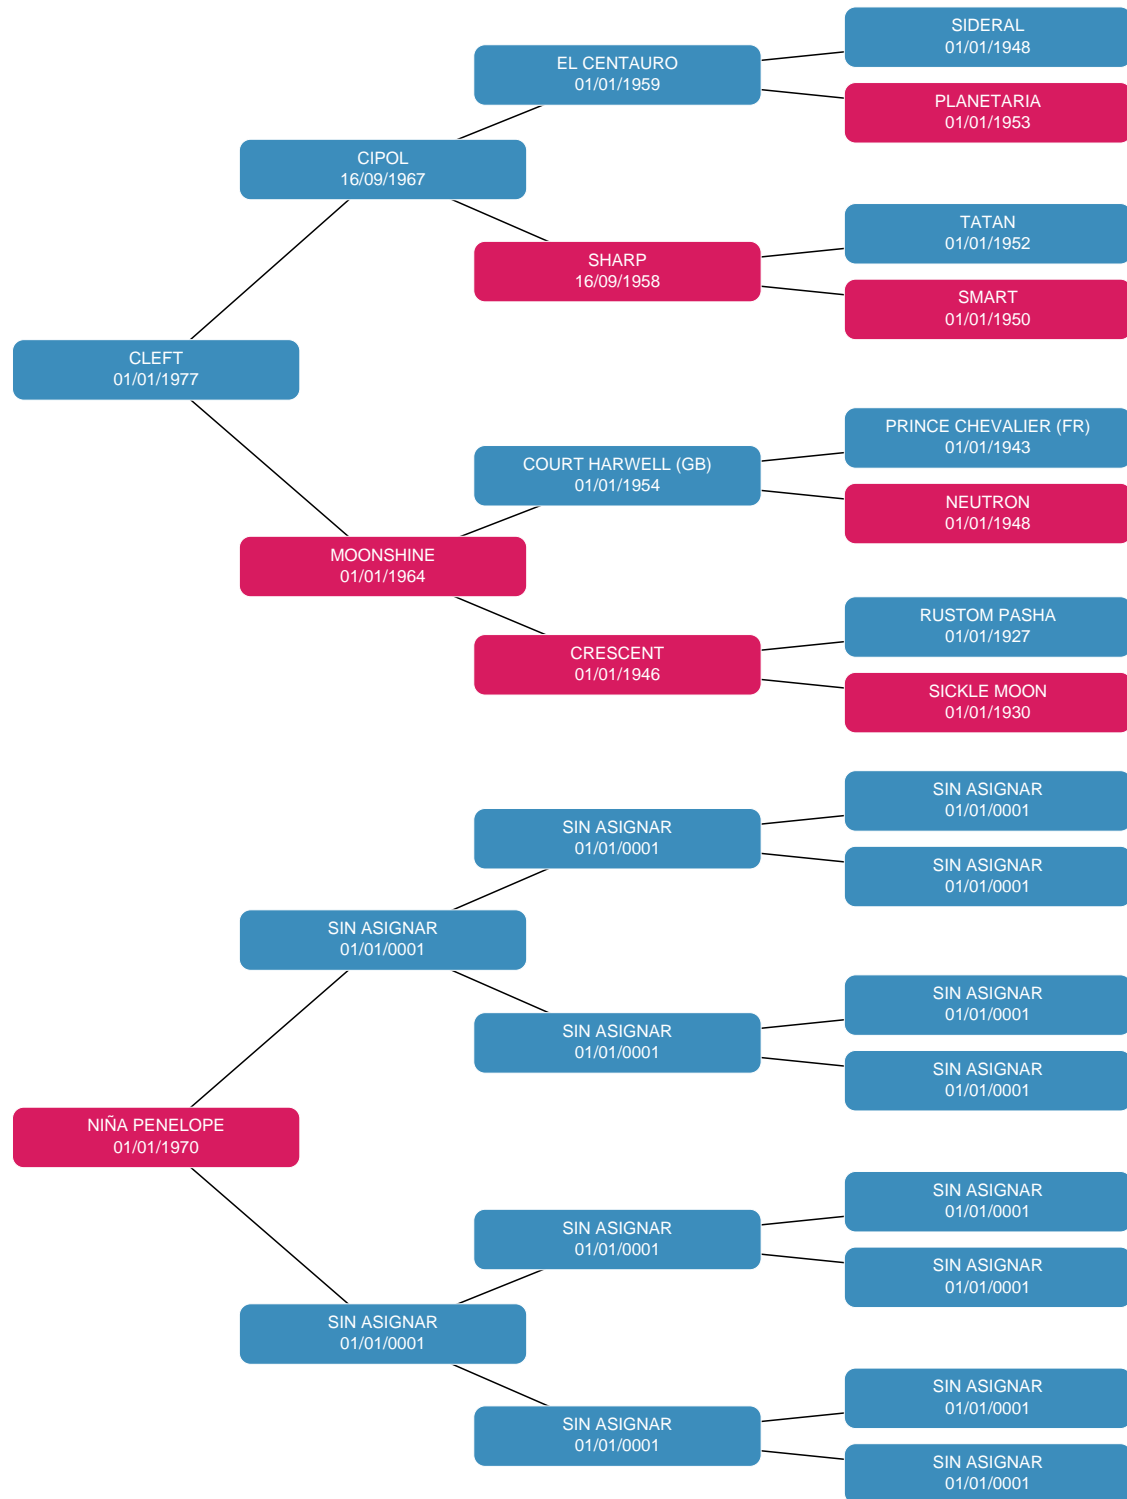 SIDERAL
01/01/1948
EL CENTAURO
01/01/1959
PLANETARIA
01/01/1953
CIPOL
16/09/1967
TATAN
01/01/1952
SHARP
16/09/1958
SMART
01/01/1950
CLEFT
01/01/1977
PRINCE CHEVALIER (FR)
01/01/1943
COURT HARWELL (GB)
01/01/1954
NEUTRON
01/01/1948
MOONSHINE
01/01/1964
RUSTOM PASHA
01/01/1927
CRESCENT
01/01/1946
SICKLE MOON
01/01/1930
SIN ASIGNAR
01/01/0001
SIN ASIGNAR
01/01/0001
SIN ASIGNAR
01/01/0001
SIN ASIGNAR
01/01/0001
SIN ASIGNAR
01/01/0001
SIN ASIGNAR
01/01/0001
SIN ASIGNAR
01/01/0001
NIÑA PENELOPE
01/01/1970
SIN ASIGNAR
01/01/0001
SIN ASIGNAR
01/01/0001
SIN ASIGNAR
01/01/0001
SIN ASIGNAR
01/01/0001
SIN ASIGNAR
01/01/0001
SIN ASIGNAR
01/01/0001
SIN ASIGNAR
01/01/0001